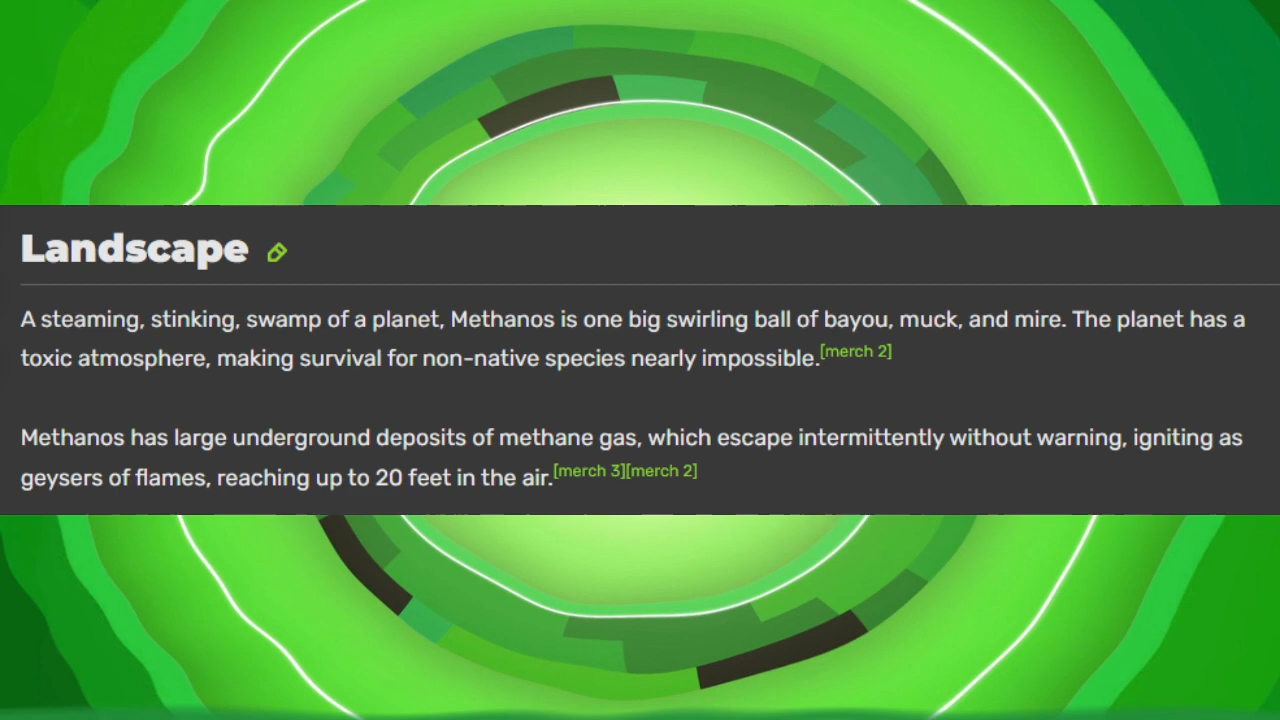 Landscape
A steaming, stinking, swamp of a planet, Methanos is one big swirling ball of bayou, muck, and mire. The planet has a
toxic atmosphere, making survival for non-native species nearly impossible.[merch 2]
Methanos has large underground deposits of methane gas, which escape intermittently without warning, igniting as
geysers of flames, reaching up to 20 feet in the air.[merch 3][merch 2]